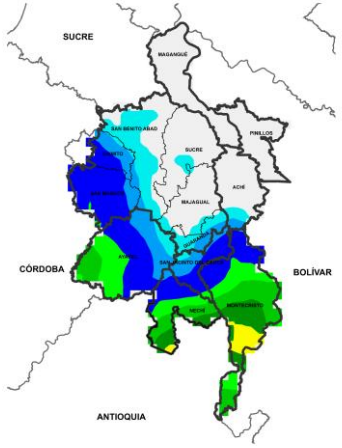 SUCRE
MAGANGUÉ
SAN BENITO ABAD
PINILLOS
CAIMITO
SUCRE
SAN MARCOS
ACHÍ
MAJAGUAL
GUARANDA
CÓRDOBA
AYAPEL
SAN JACINTO DEL CAUCA
BOLÍVAR
NECHÍ
MONTECRISTO
ANTIOQUIA